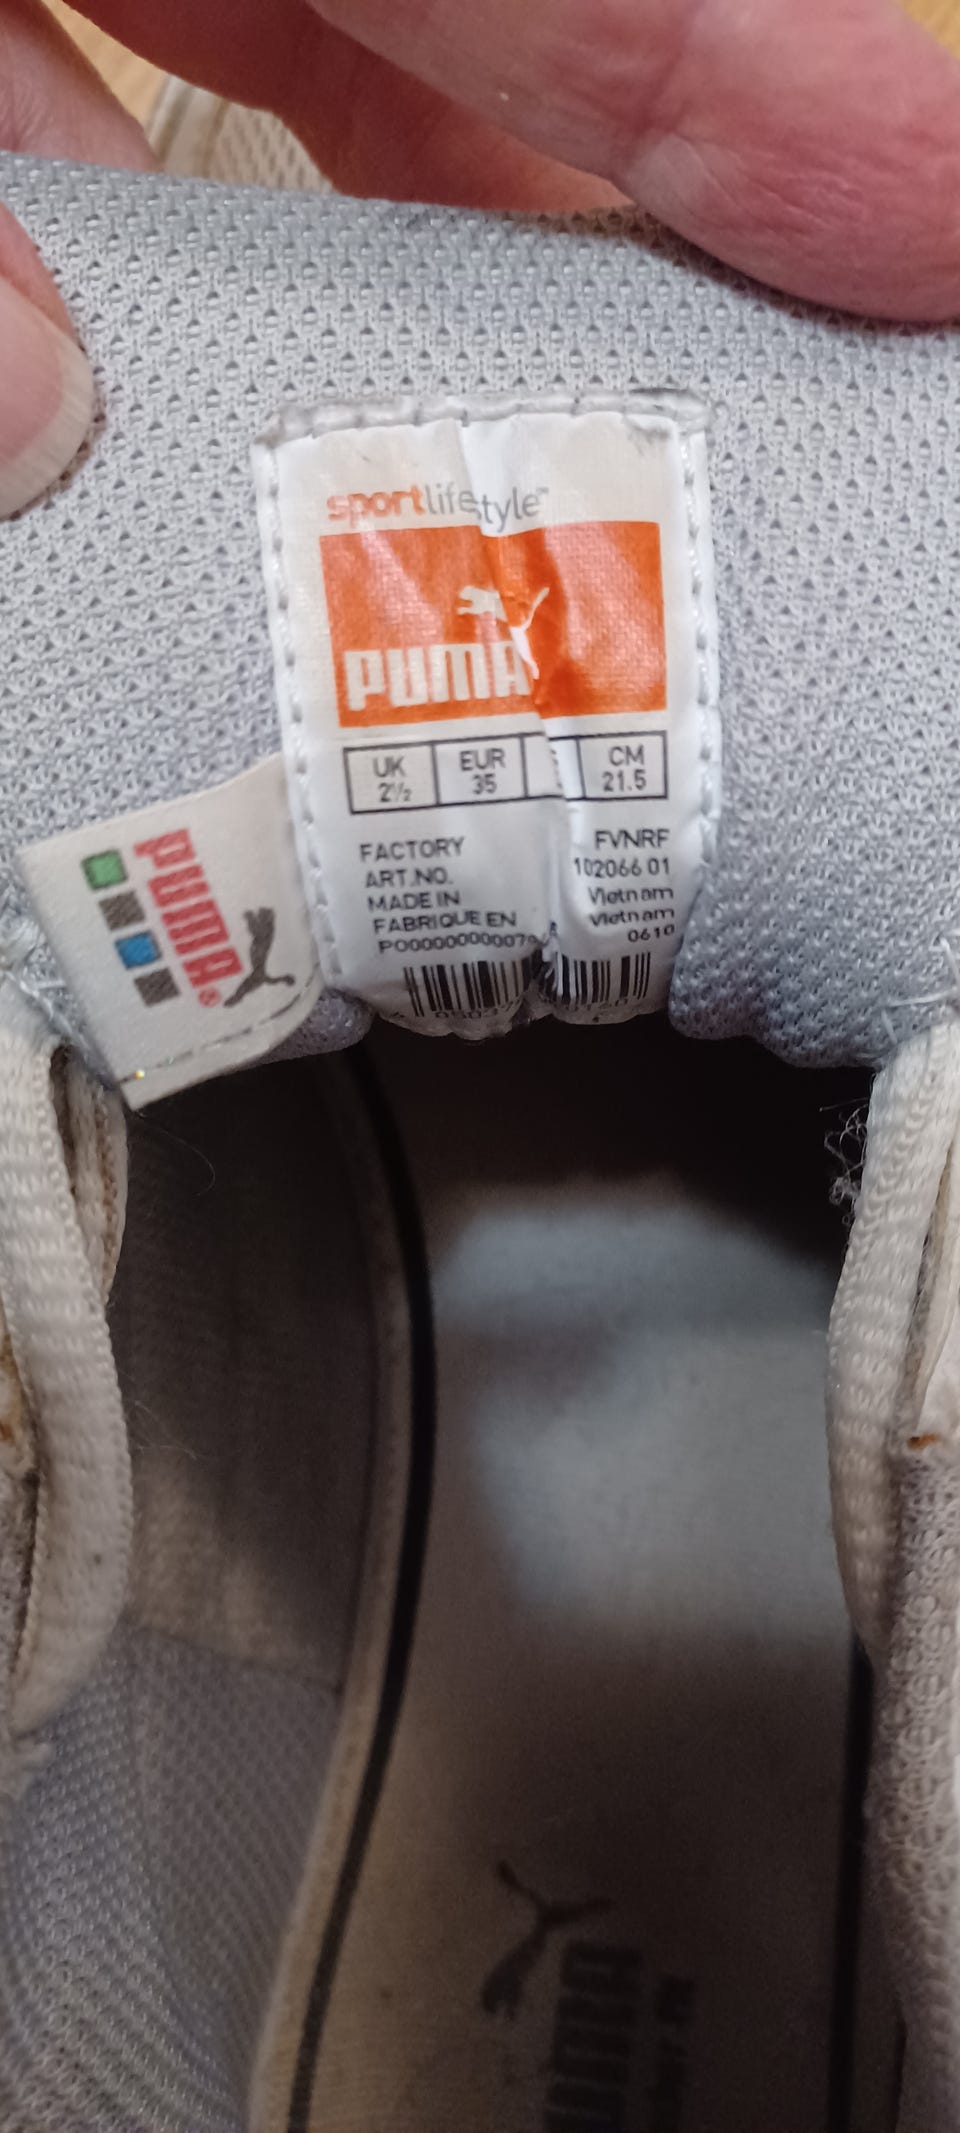 sportlifestyle™
PUMA
UK EUR CM
2½ 35 21.5
FACTORY FVNRF
ART.NO. 102066 01
MADE IN Vietnam
FABRIQUE EN Vietnam
0610
PUMA®
PUMA